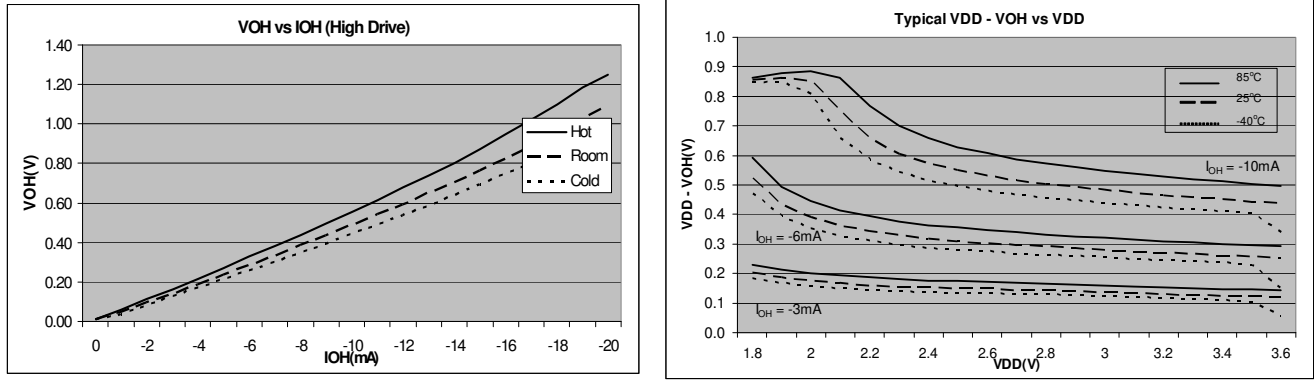 VOH vs IOH (High Drive)
1.40
1.20
1.00
0.80
0.60
0.40
0.20
0.00
VOH(V)
Hot
Room
Cold
0 -2 -4 -6 -8 -10 -12 -14 -16 -18 -20
IOH(mA)
Typical VDD - VOH vs VDD
1.0
0.9
0.8
0.7
0.6
0.5
0.4
0.3
0.2
0.1
0.0
VDD - VOH(V)
85°C
25°C
-40°C
IOH = -10mA
IOH = -6mA
IOH = -3mA
1.8 2 2.2 2.4 2.6 2.8 3 3.2 3.4 3.6
VDD(V)